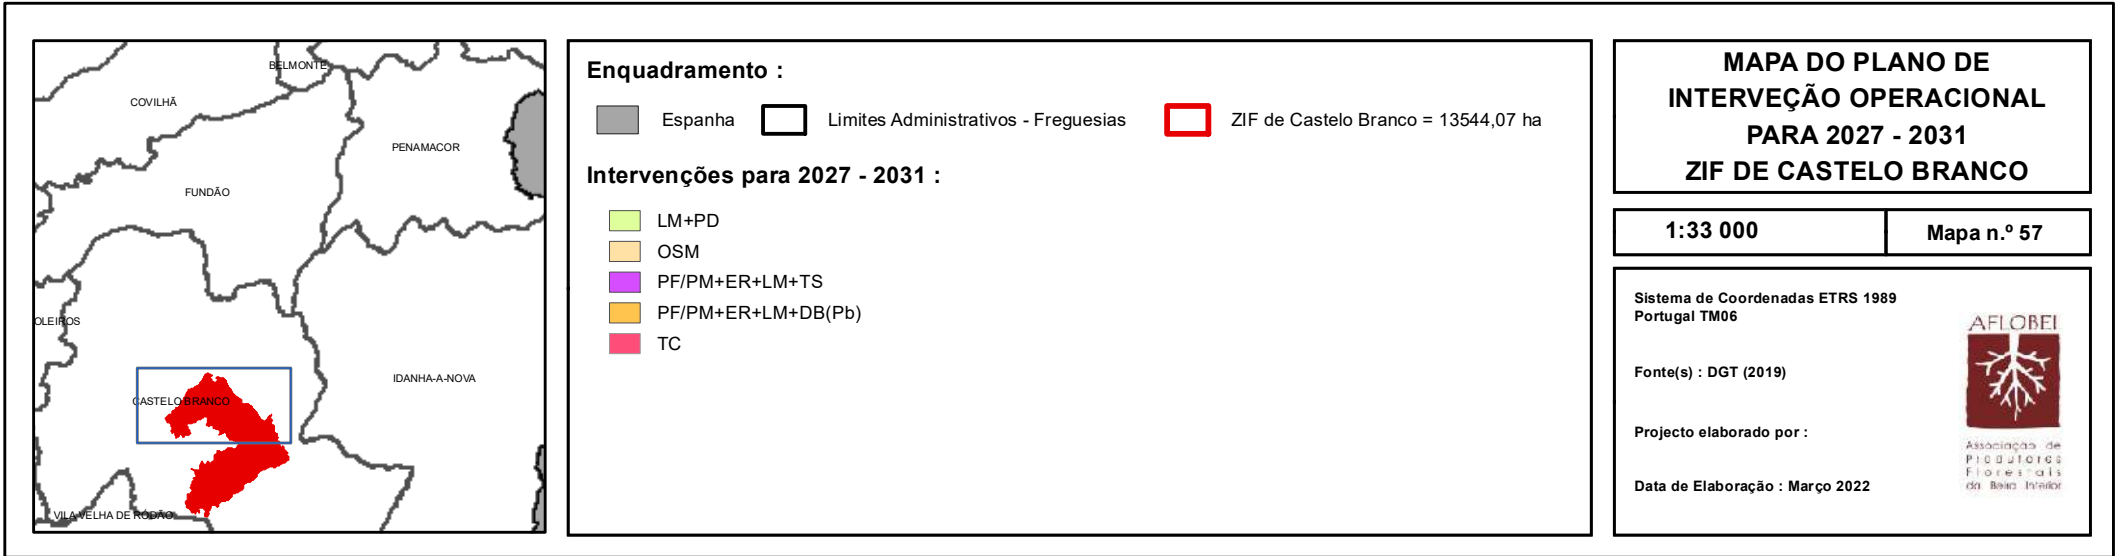 BELMONTE
COVILHÃ
PENAMACOR
FUNDÃO
OLEIROS
IDANHA-A-NOVA
CASTELO BRANCO
VILA VELHA DE RÓDÃO
Enquadramento :
Espanha Limites Administrativos - Freguesias ZIF de Castelo Branco = 13544,07 ha
Intervenções para 2027 - 2031 :
LM+PD
OSM
PF/PM+ER+LM+TS
PF/PM+ER+LM+DB(Pb)
TC
MAPA DO PLANO DE
INTERVEÇÃO OPERACIONAL
PARA 2027 - 2031
ZIF DE CASTELO BRANCO
1:33 000 Mapa n.º 57
Sistema de Coordenadas ETRS 1989
Portugal TM06
Fonte(s) : DGT (2019)
Projecto elaborado por :
Data de Elaboração : Março 2022
AFLOBEI
Associação de
Produtores
Florestais
da Beira Interior